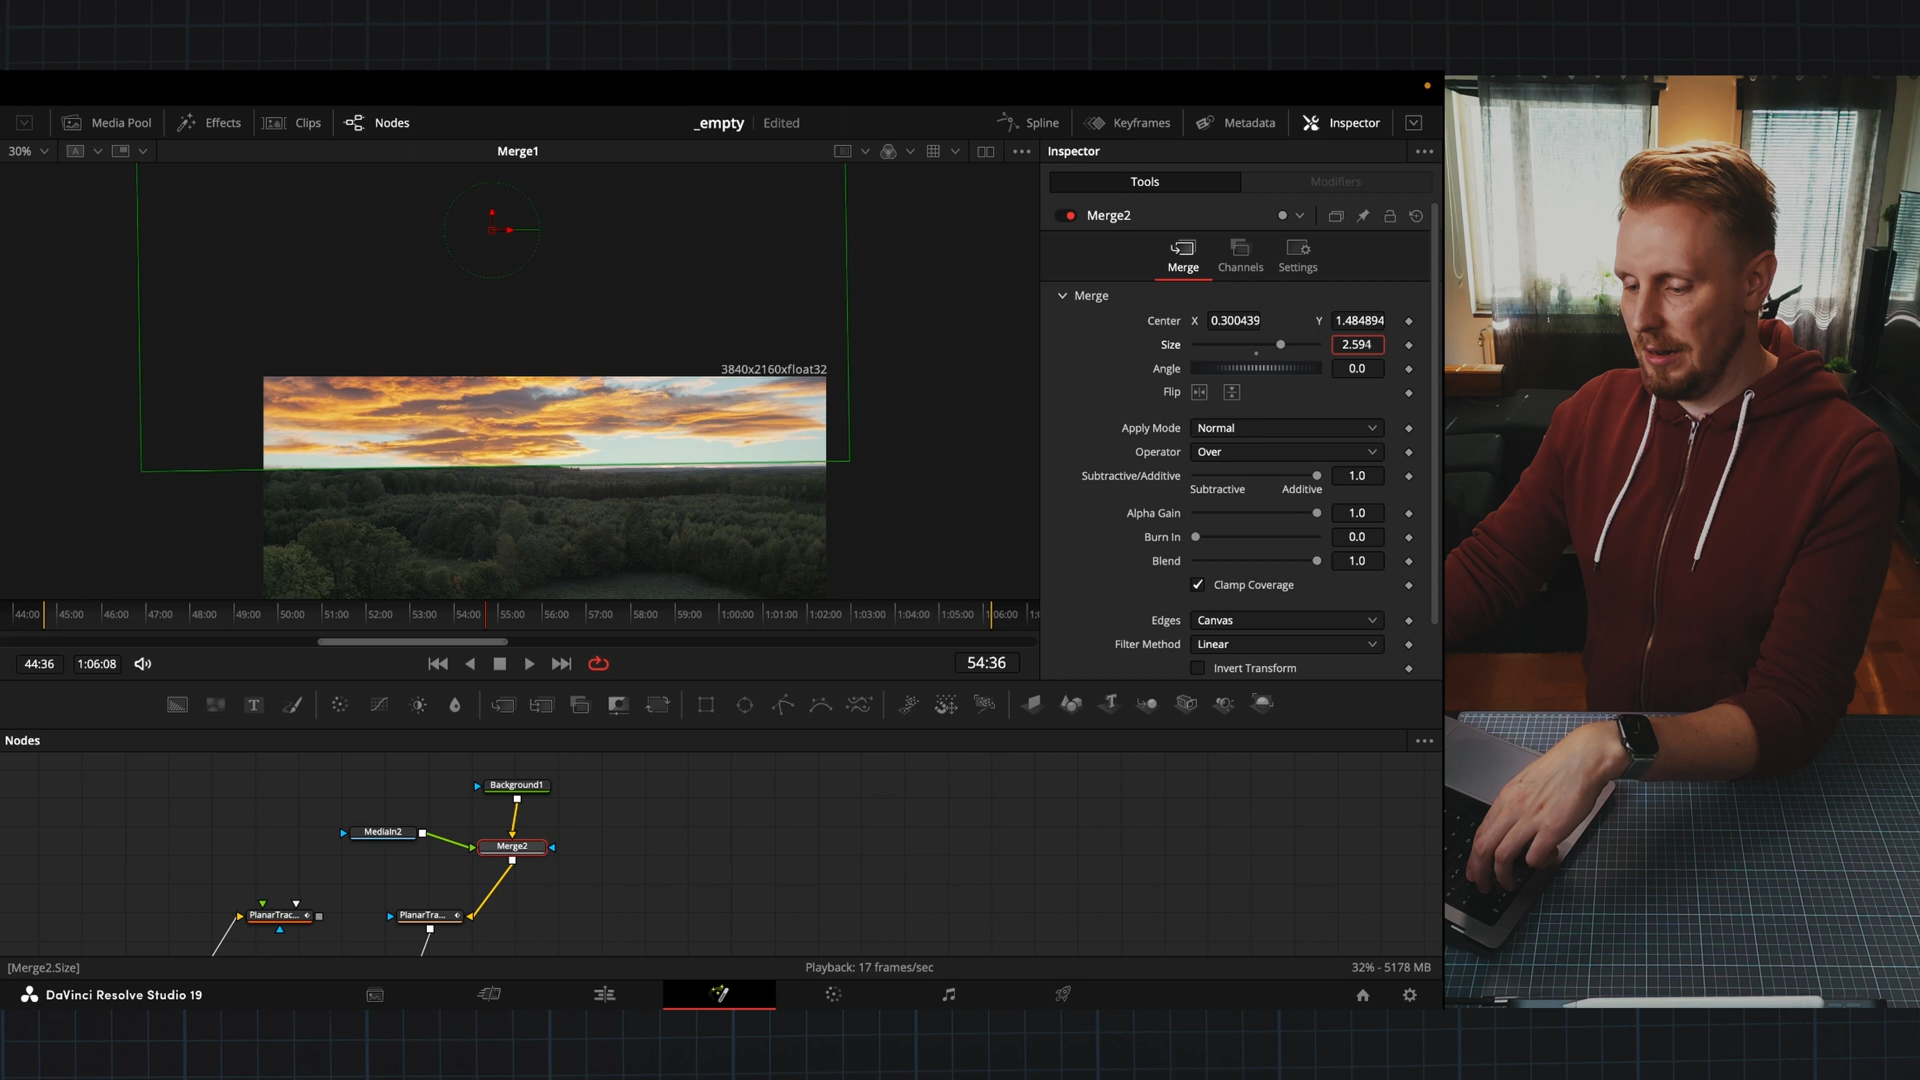 Media Pool Effects Clips Nodes _empty Edited Spline Keyframes Metadata Inspector
30% A Merge1 Inspector
Tools Modifiers
Merge2
Merge Channels Settings
Merge
Center X 0.300439 Y 1.484894
Size 2.594
Angle 0.0
Flip
Apply Mode Normal
Operator Over
Subtractive/Additive 1.0
Subtractive Additive
Alpha Gain 1.0
Burn In 0.0
Blend 1.0
Clamp Coverage
Edges Canvas
Filter Method Linear
Invert Transform
3840x2160xfloat32
44:00 45:00 46:00 47:00 48:00 49:00 50:00 51:00 52:00 53:00 54:00 55:00 56:00 57:00 58:00 59:00 1:00:00 1:01:00 1:02:00 1:03:00 1:04:00 1:05:00
44:36 1:06:08 54:36
T T
Nodes
Background1
MediaIn2
Merge2
PlanarTrac... PlanarTra...
[Merge2.Size] Playback: 17 frames/sec 32% - 5178 MB
DaVinci Resolve Studio 19